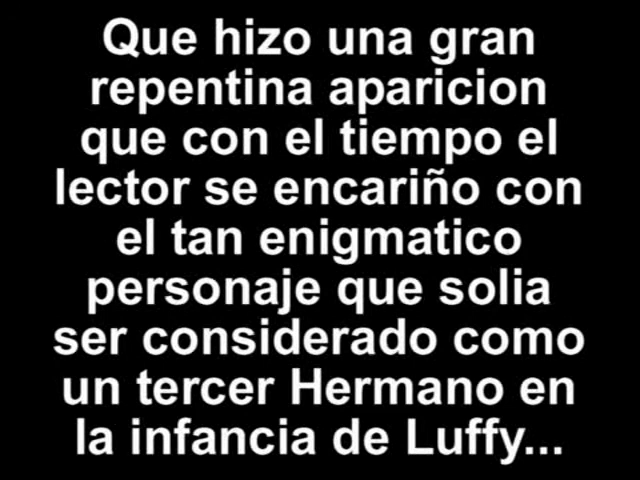 Que hizo una gran
repentina aparicion
que con el tiempo el
lector se encariño con
el tan enigmatico
personaje que solia
ser considerado como
un tercer Hermano en
la infancia de Luffy...